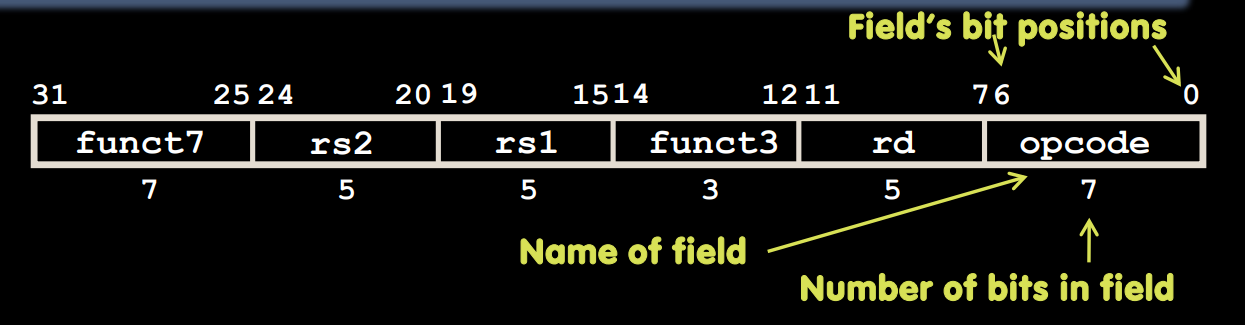 Field's bit positions
31 25 24 20 19 15 14 12 11 7 6 0
funct7 rs2 rs1 funct3 rd opcode
7 5 5 3 5 7
Name of field
Number of bits in field